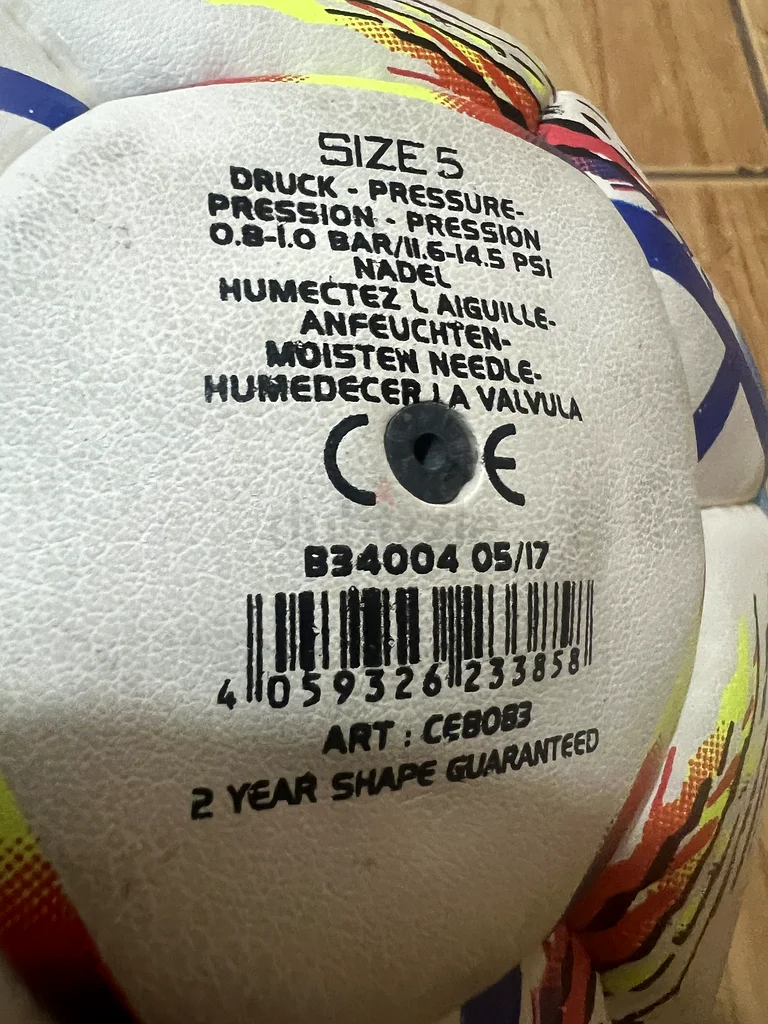 SIZE 5
DRUCK - PRESSURE-
PRESSION - PRESSION
0.8-1.0 BAR/11.6-14.5 PSI
NADEL
HUMECTEZ L AIGUILLE-
ANFEUCHTEN-
MOISTEN NEEDLE-
HUMEDECER LA VALVULA
CE
B34004 05/17
4 059326 233858
ART : CE8083
2 YEAR SHAPE GUARANTEED